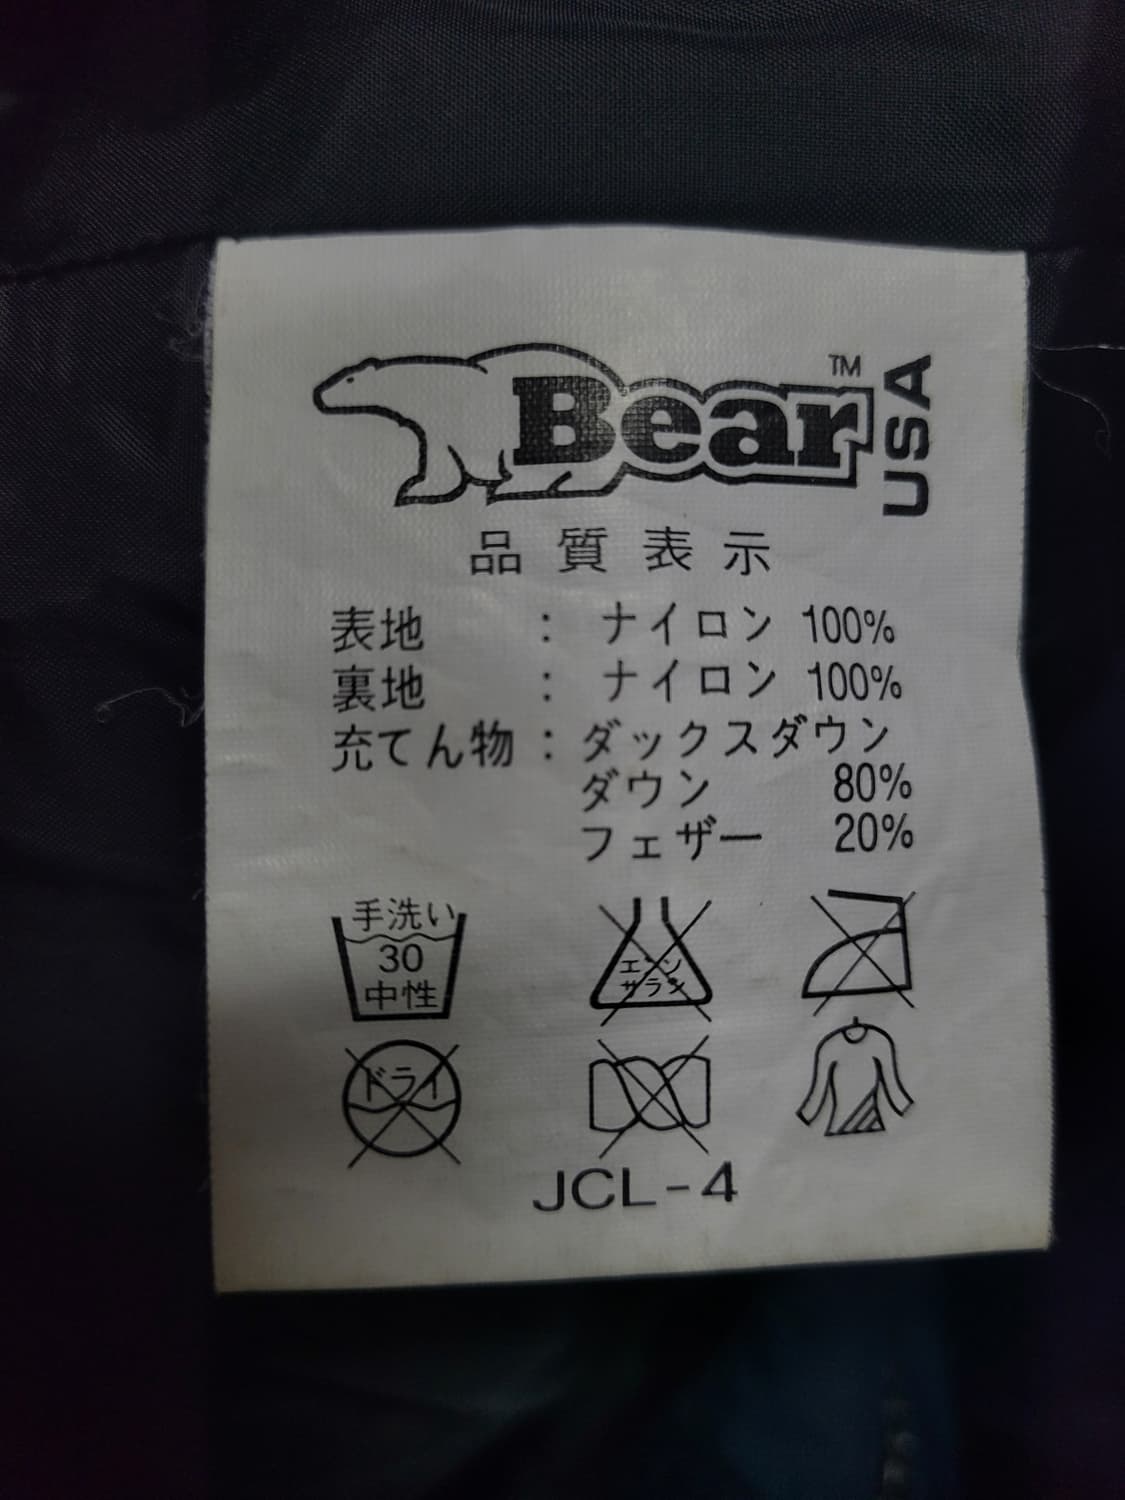 Bear™ USA
品質表示
表地 : ナイロン 100%
裏地 : ナイロン 100%
充てん物 : ダックスダウン
ダウン 80%
フェザー 20%
手洗い
30
中性
エンソ
サラシ
ドライ
JCL-4